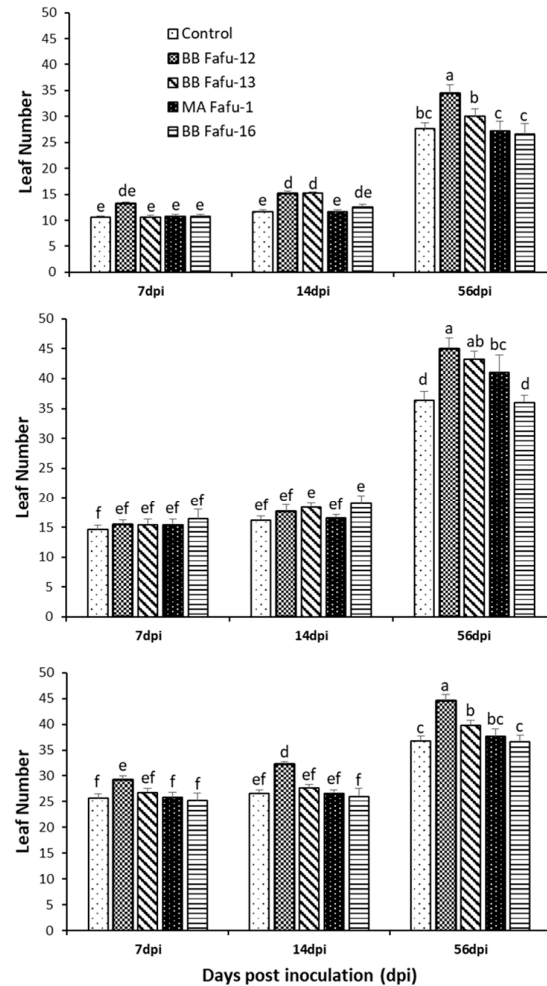 50
45
40
35
30
25
20
15
10
5
0
Leaf Number
Control
BB Fafu-12
BB Fafu-13
MA Fafu-1
BB Fafu-16
e de e e e
e d d e de
bc a b c c
7dpi 14dpi 56dpi
50
45
40
35
30
25
20
15
10
5
0
Leaf Number
f ef ef ef ef
ef ef e ef e
d a ab bc d
7dpi 14dpi 56dpi
50
45
40
35
30
25
20
15
10
5
0
Leaf Number
f e ef f f
ef d ef ef f
c a b bc c
7dpi 14dpi 56dpi
Days post inoculation (dpi)